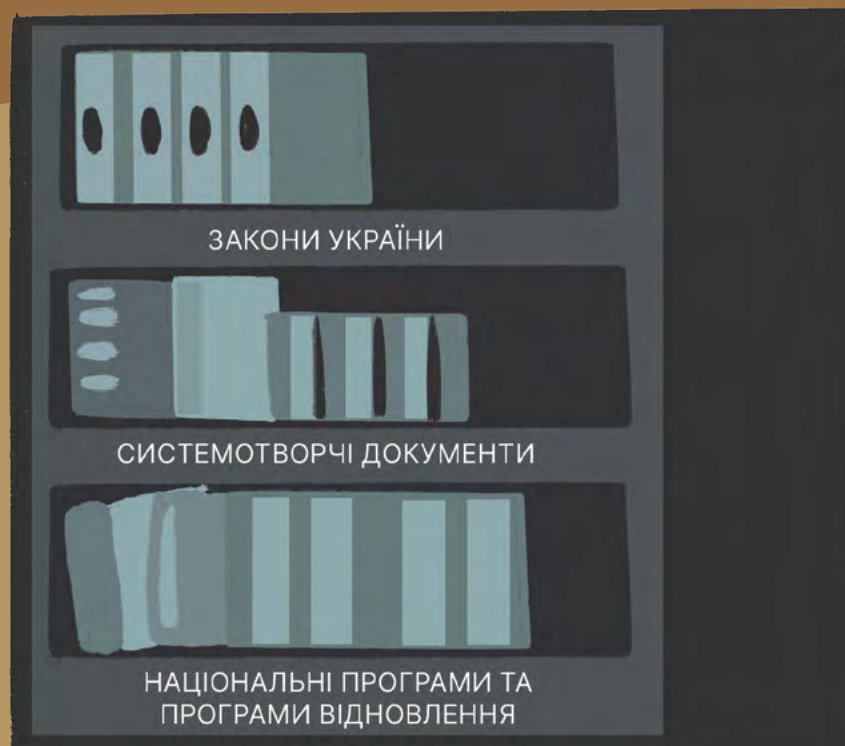 ЗАКОНИ УКРАЇНИ
СИСТЕМОТВОРЧІ ДОКУМЕНТИ
НАЦІОНАЛЬНІ ПРОГРАМИ ТА
ПРОГРАМИ ВІДНОВЛЕННЯ